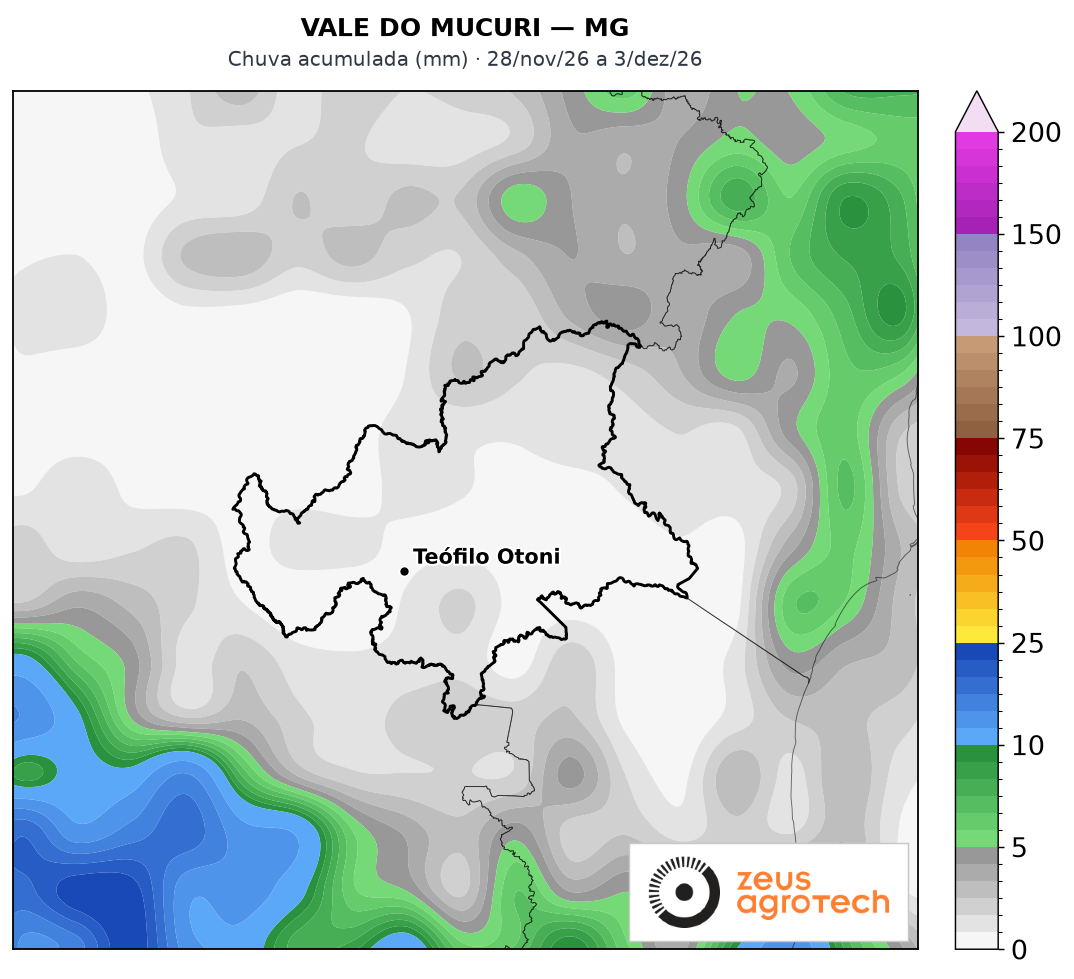 VALE DO MUCURI — MG
Chuva acumulada (mm) · 28/nov/26 a 3/dez/26
200
150
100
75
50
25
10
5
0
Teófilo Otoni
zeus
agrotech